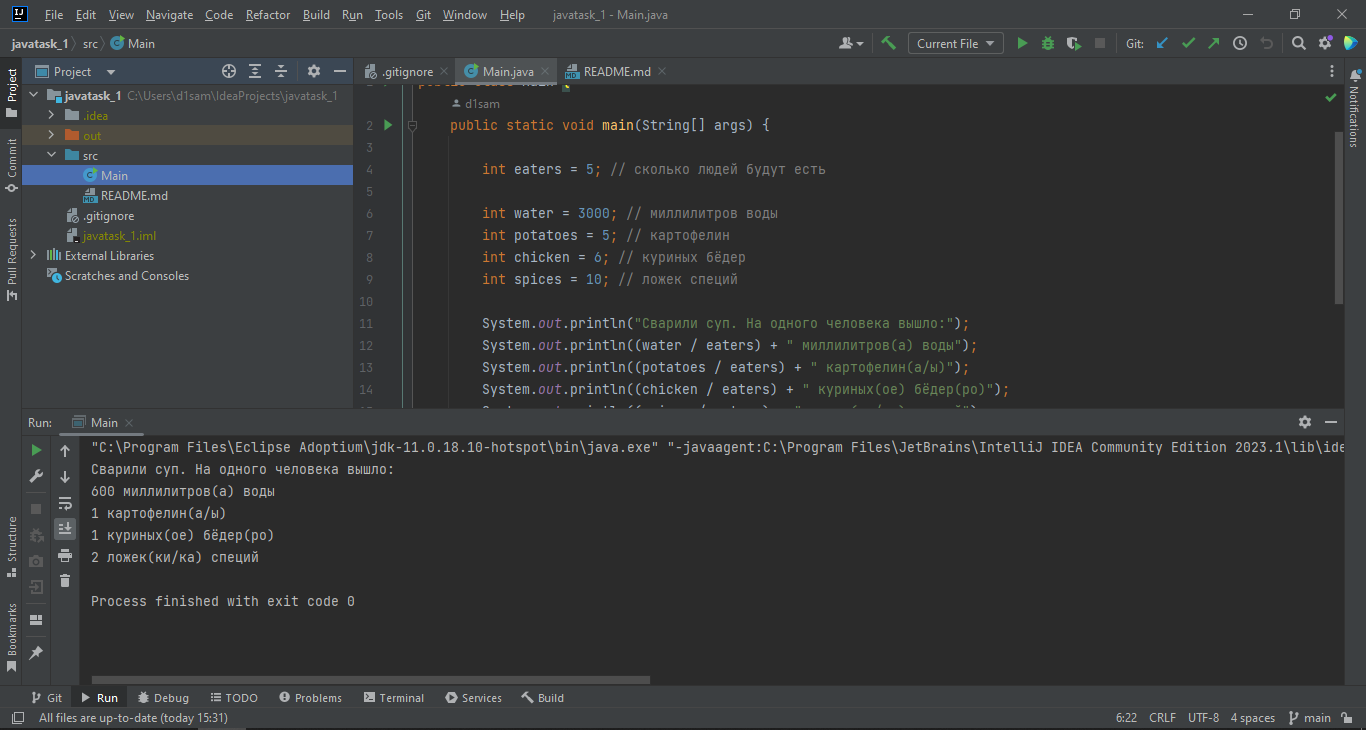 File Edit View Navigate Code Refactor Build Run Tools Git Window Help javatask_1 - Main.java
javatask_1 src Main Current File Git:
Project .gitignore Main.java README.md
javatask_1 C:\Users\d1sam\IdeaProjects\javatask_1
.idea
out
src
Main
README.md
.gitignore
javatask_1.iml
External Libraries
Scratches and Consoles
Project
Commit
Pull Requests
Structure
Bookmarks
Notifications
d1sam
2 public static void main(String[] args) {
3
4 int eaters = 5; // сколько людей будут есть
5
6 int water = 3000; // миллилитров воды
7 int potatoes = 5; // картофелин
8 int chicken = 6; // куриных бёдер
9 int spices = 10; // ложек специй
10
11 System.out.println("Сварили суп. На одного человека вышло:");
12 System.out.println((water / eaters) + " миллилитров(а) воды");
13 System.out.println((potatoes / eaters) + " картофелин(а/ы)");
14 System.out.println((chicken / eaters) + " куриных(ое) бёдер(ро)");
Run: Main
"C:\Program Files\Eclipse Adoptium\jdk-11.0.18.10-hotspot\bin\java.exe" "-javaagent:C:\Program Files\JetBrains\IntelliJ IDEA Community Edition 2023.1\lib\ide
Сварили суп. На одного человека вышло:
600 миллилитров(а) воды
1 картофелин(а/ы)
1 куриных(ое) бёдер(ро)
2 ложек(ки/ка) специй
Process finished with exit code 0
Git Run Debug TODO Problems Terminal Services Build
All files are up-to-date (today 15:31) 6:22 CRLF UTF-8 4 spaces main